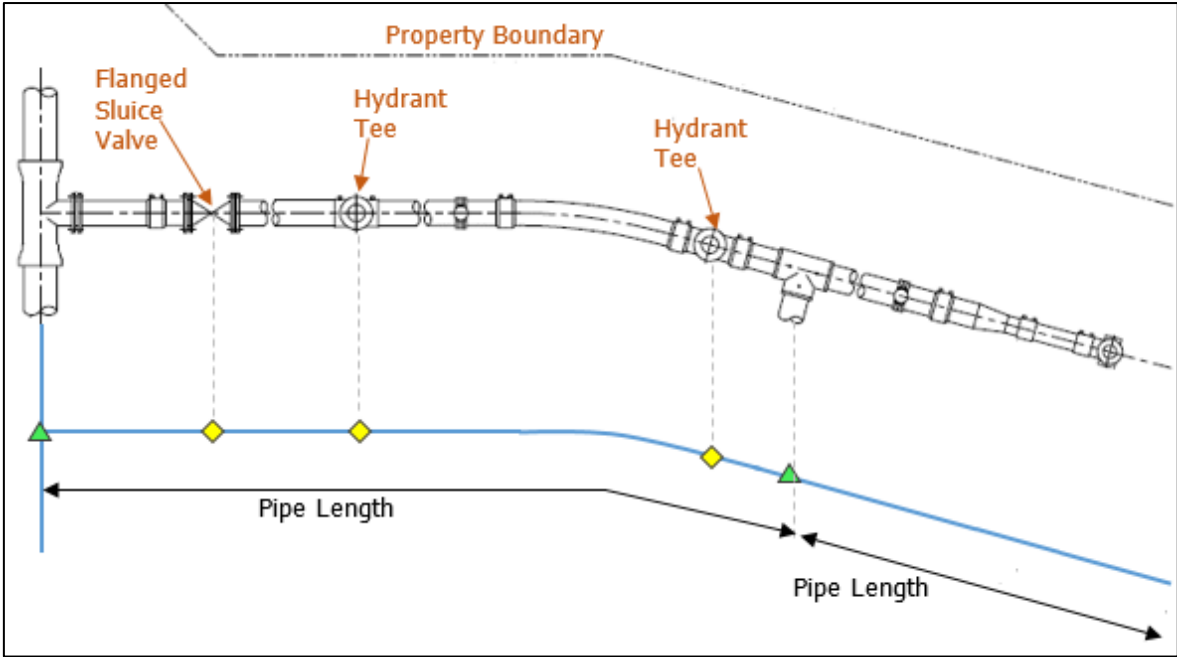 Property Boundary
Flanged
Sluice
Valve
Hydrant
Tee
Hydrant
Tee
Pipe Length
Pipe Length